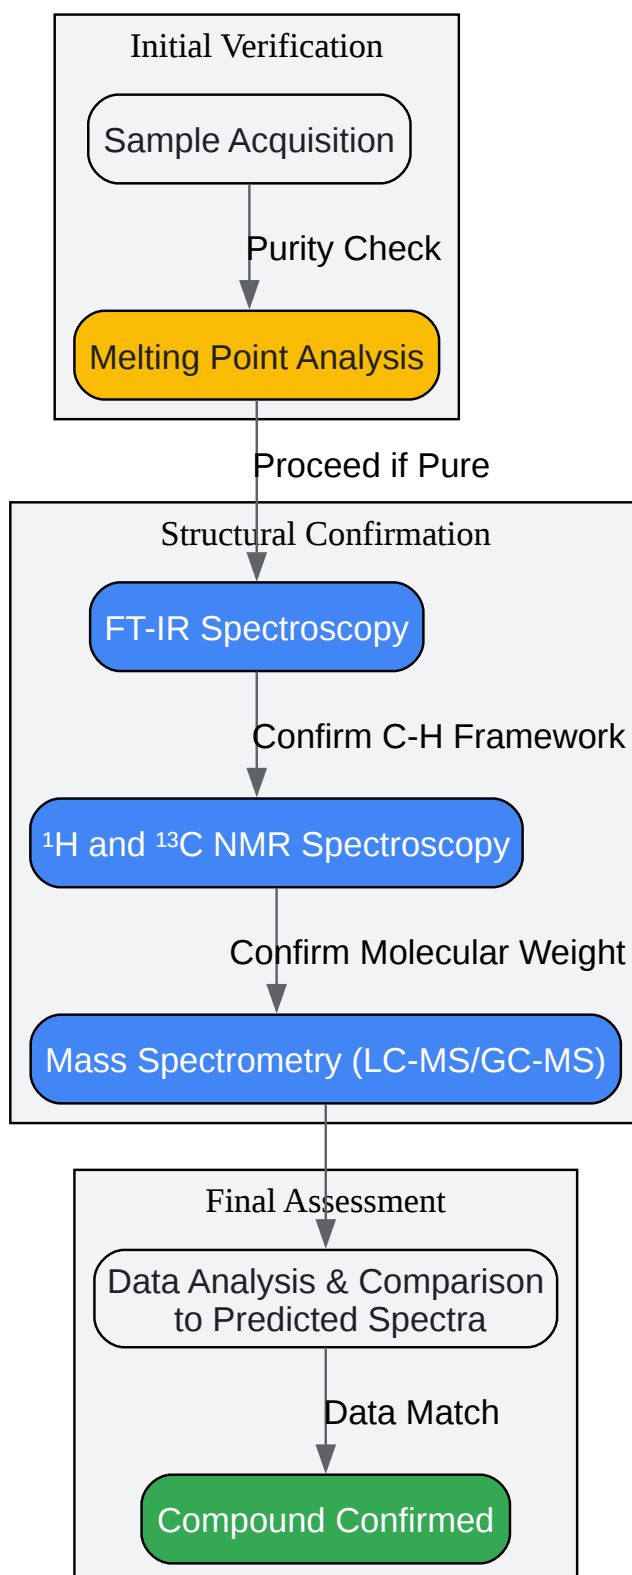 Initial Verification
Sample Acquisition
Purity Check
Melting Point Analysis
Proceed if Pure
Structural Confirmation
FT-IR Spectroscopy
Confirm C-H Framework
¹H and ¹³C NMR Spectroscopy
Confirm Molecular Weight
Mass Spectrometry (LC-MS/GC-MS)
Final Assessment
Data Analysis & Comparison
to Predicted Spectra
Data Match
Compound Confirmed